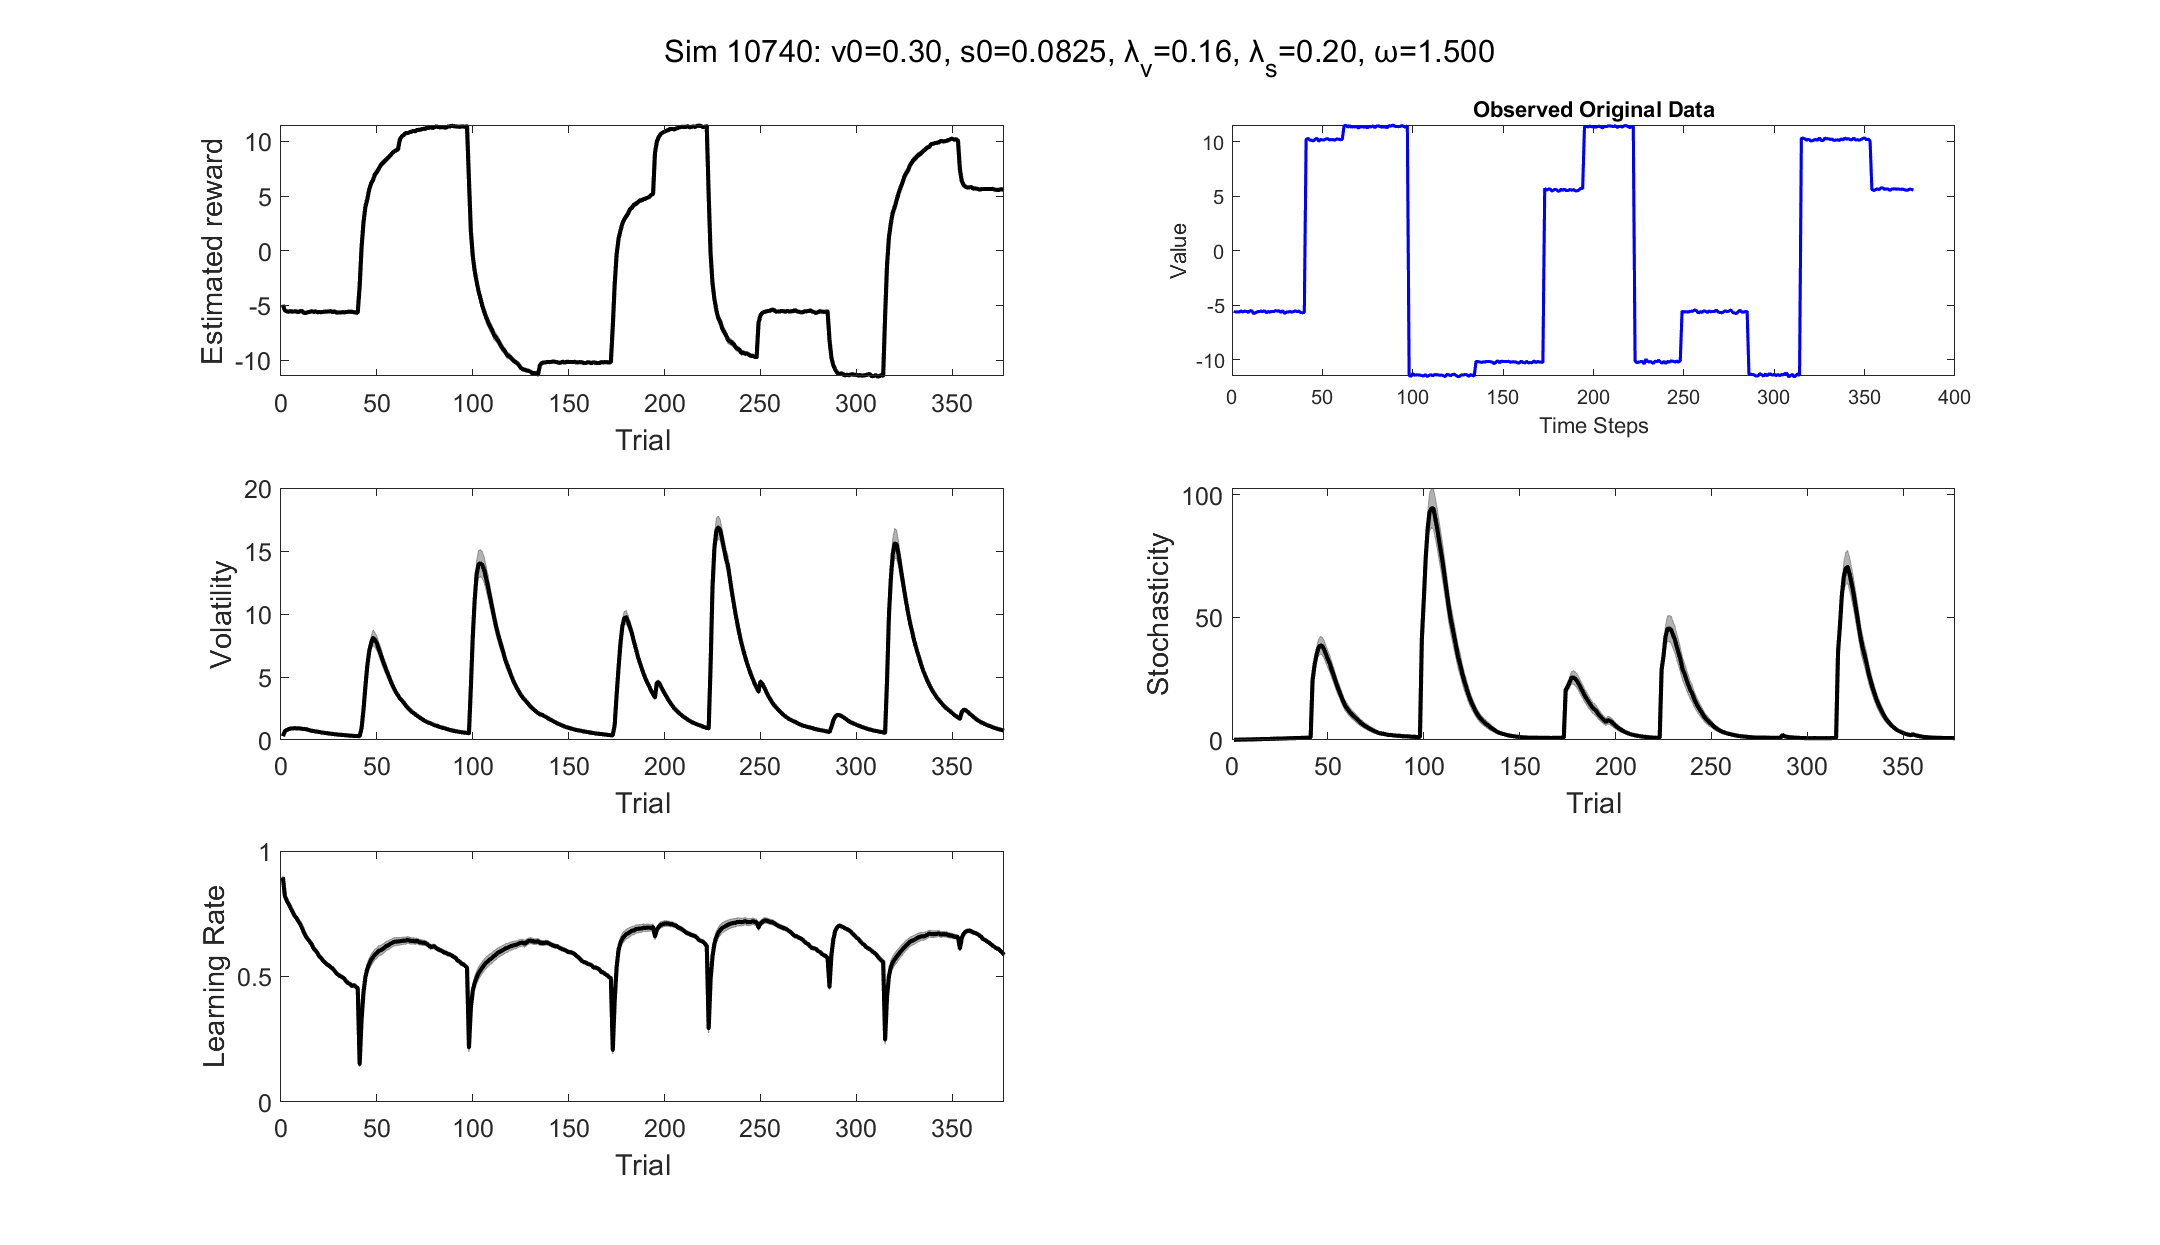 Sim 10740: v0=0.30, s0=0.0825, λ_v=0.16, λ_s=0.20, ω=1.500
Estimated reward
10
5
0
-5
-10
0 50 100 150 200 250 300 350
Trial
Observed Original Data
Value
10
5
0
-5
-10
0 50 100 150 200 250 300 350 400
Time Steps
Volatility
20
15
10
5
0
0 50 100 150 200 250 300 350
Trial
Stochasticity
100
50
0
0 50 100 150 200 250 300 350
Trial
Learning Rate
1
0.5
0
0 50 100 150 200 250 300 350
Trial